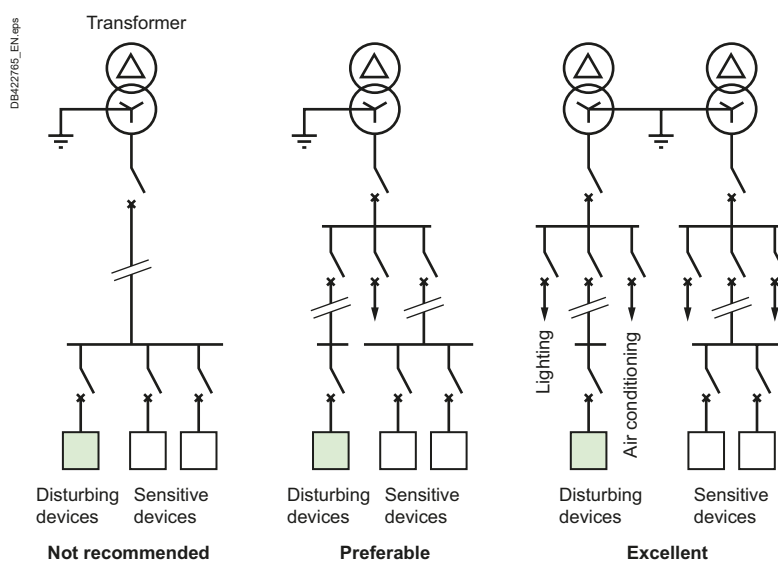 DB422765_EN.eps
Transformer
Lighting
Air conditioning
Disturbing
devices
Sensitive
devices
Not recommended
Disturbing
devices
Sensitive
devices
Preferable
Disturbing
devices
Sensitive
devices
Excellent